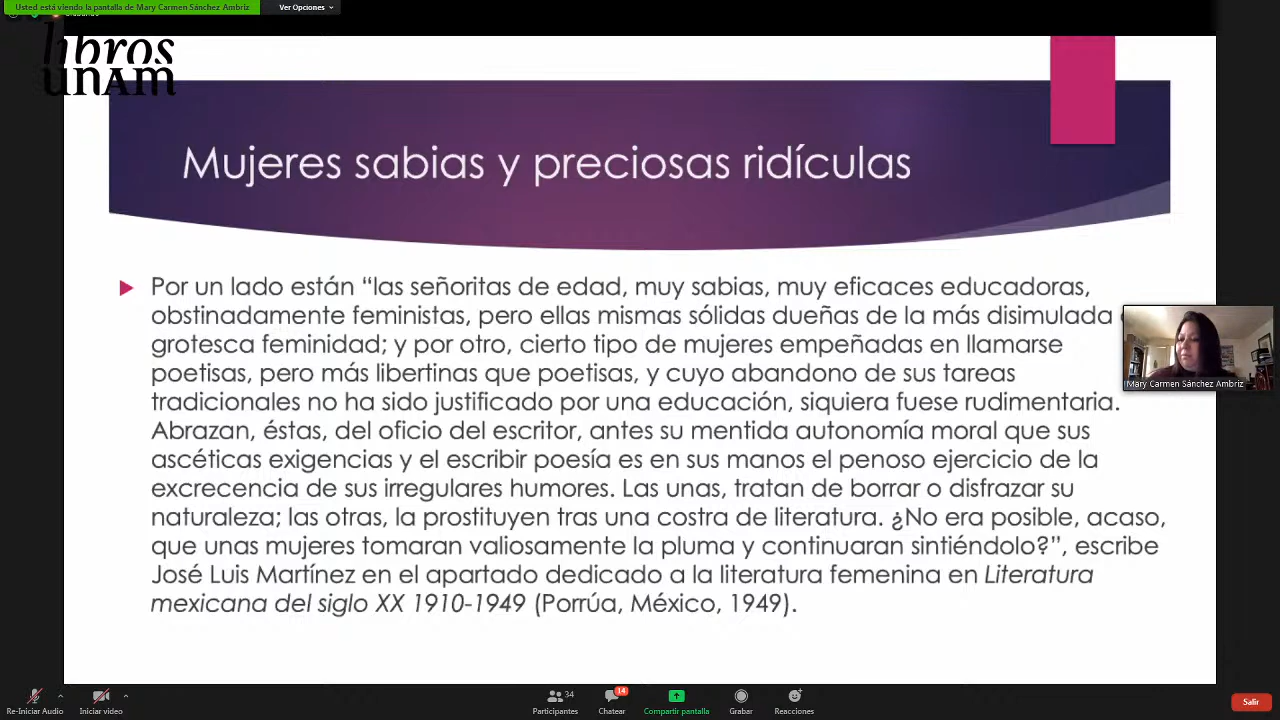 Usted está viendo la pantalla de Mary Carmen Sánchez Ambriz
Ver Opciones
libros
unam
Mujeres sabias y preciosas ridículas
Por un lado están “las señoritas de edad, muy sabias, muy eficaces educadoras,
obstinadamente feministas, pero ellas mismas sólidas dueñas de la más disimulada
grotesca feminidad; y por otro, cierto tipo de mujeres empeñadas en llamarse
poetisas, pero más libertinas que poetisas, y cuyo abandono de sus tareas
tradicionales no ha sido justificado por una educación, siquiera fuese rudimentaria.
Abrazan, éstas, del oficio del escritor, antes su mentida autonomía moral que sus
ascéticas exigencias y el escribir poesía es en sus manos el penoso ejercicio de la
excrecencia de sus irregulares humores. Las unas, tratan de borrar o disfrazar su
naturaleza; las otras, la prostituyen tras una costra de literatura. ¿No era posible, acaso,
que unas mujeres tomaran valiosamente la pluma y continuaran sintiéndolo?”, escribe
José Luis Martínez en el apartado dedicado a la literatura femenina en Literatura
mexicana del siglo XX 1910-1949 (Porrúa, México, 1949).
Mary Carmen Sánchez Ambriz
Re-Iniciar Audio
Iniciar video
34
Participantes
14
Chatear
Compartir pantalla
Grabar
Reacciones
Salir